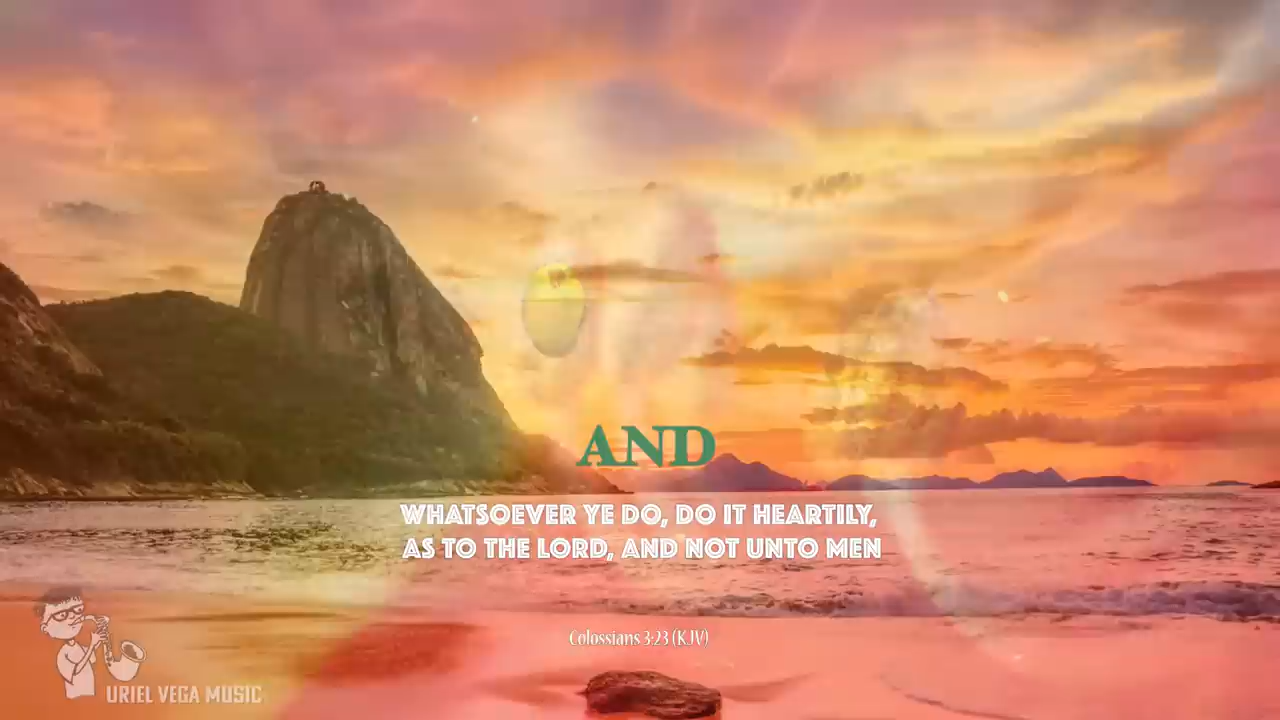 AND
WHATSOEVER YE DO, DO IT HEARTILY,
AS TO THE LORD, AND NOT UNTO MEN
Colossians 3:23 (KJV)
URIEL VEGA MUSIC